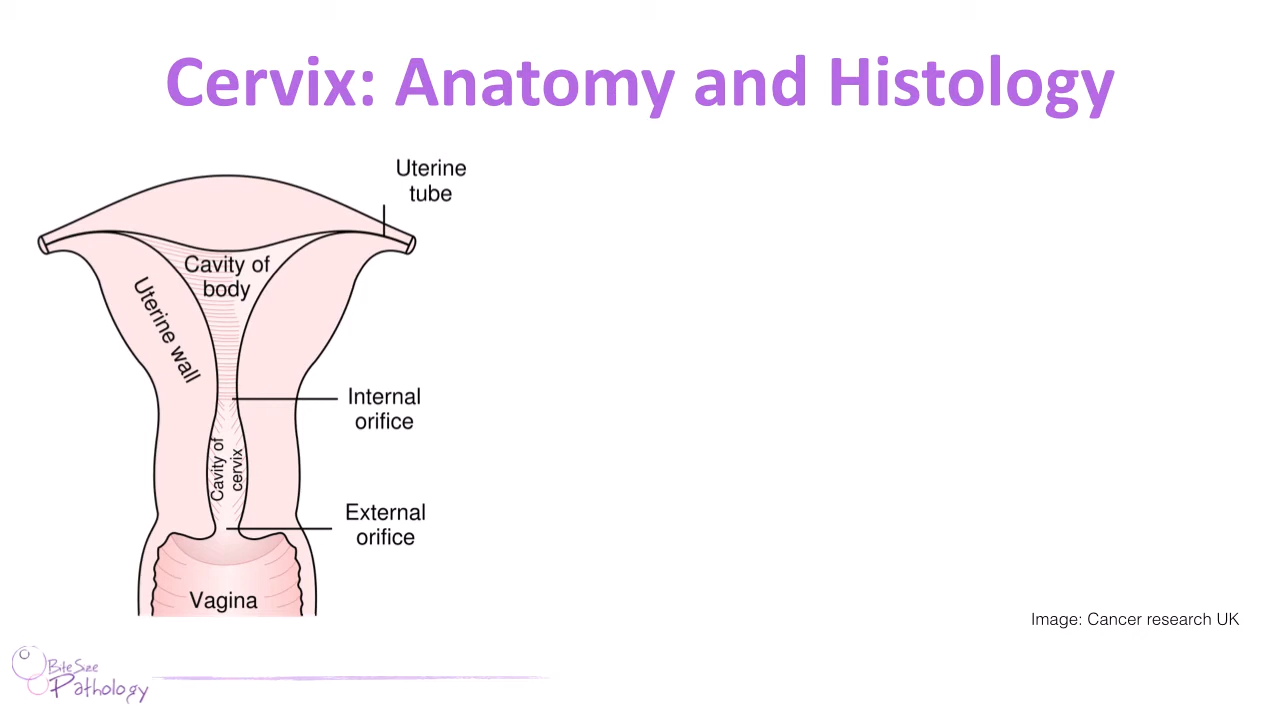 Cervix: Anatomy and Histology
Uterine
tube
Cavity of
body
Uterine wall
Internal
orifice
Cavity of
cervix
External
orifice
Vagina
Image: Cancer research UK
Bite Size
Pathology